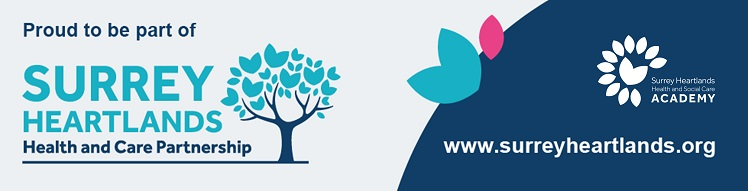 Proud to be part of
SURREY
HEARTLANDS
Health and Care Partnership
Surrey Heartlands
Health and Social Care
ACADEMY
www.surreyheartlands.org